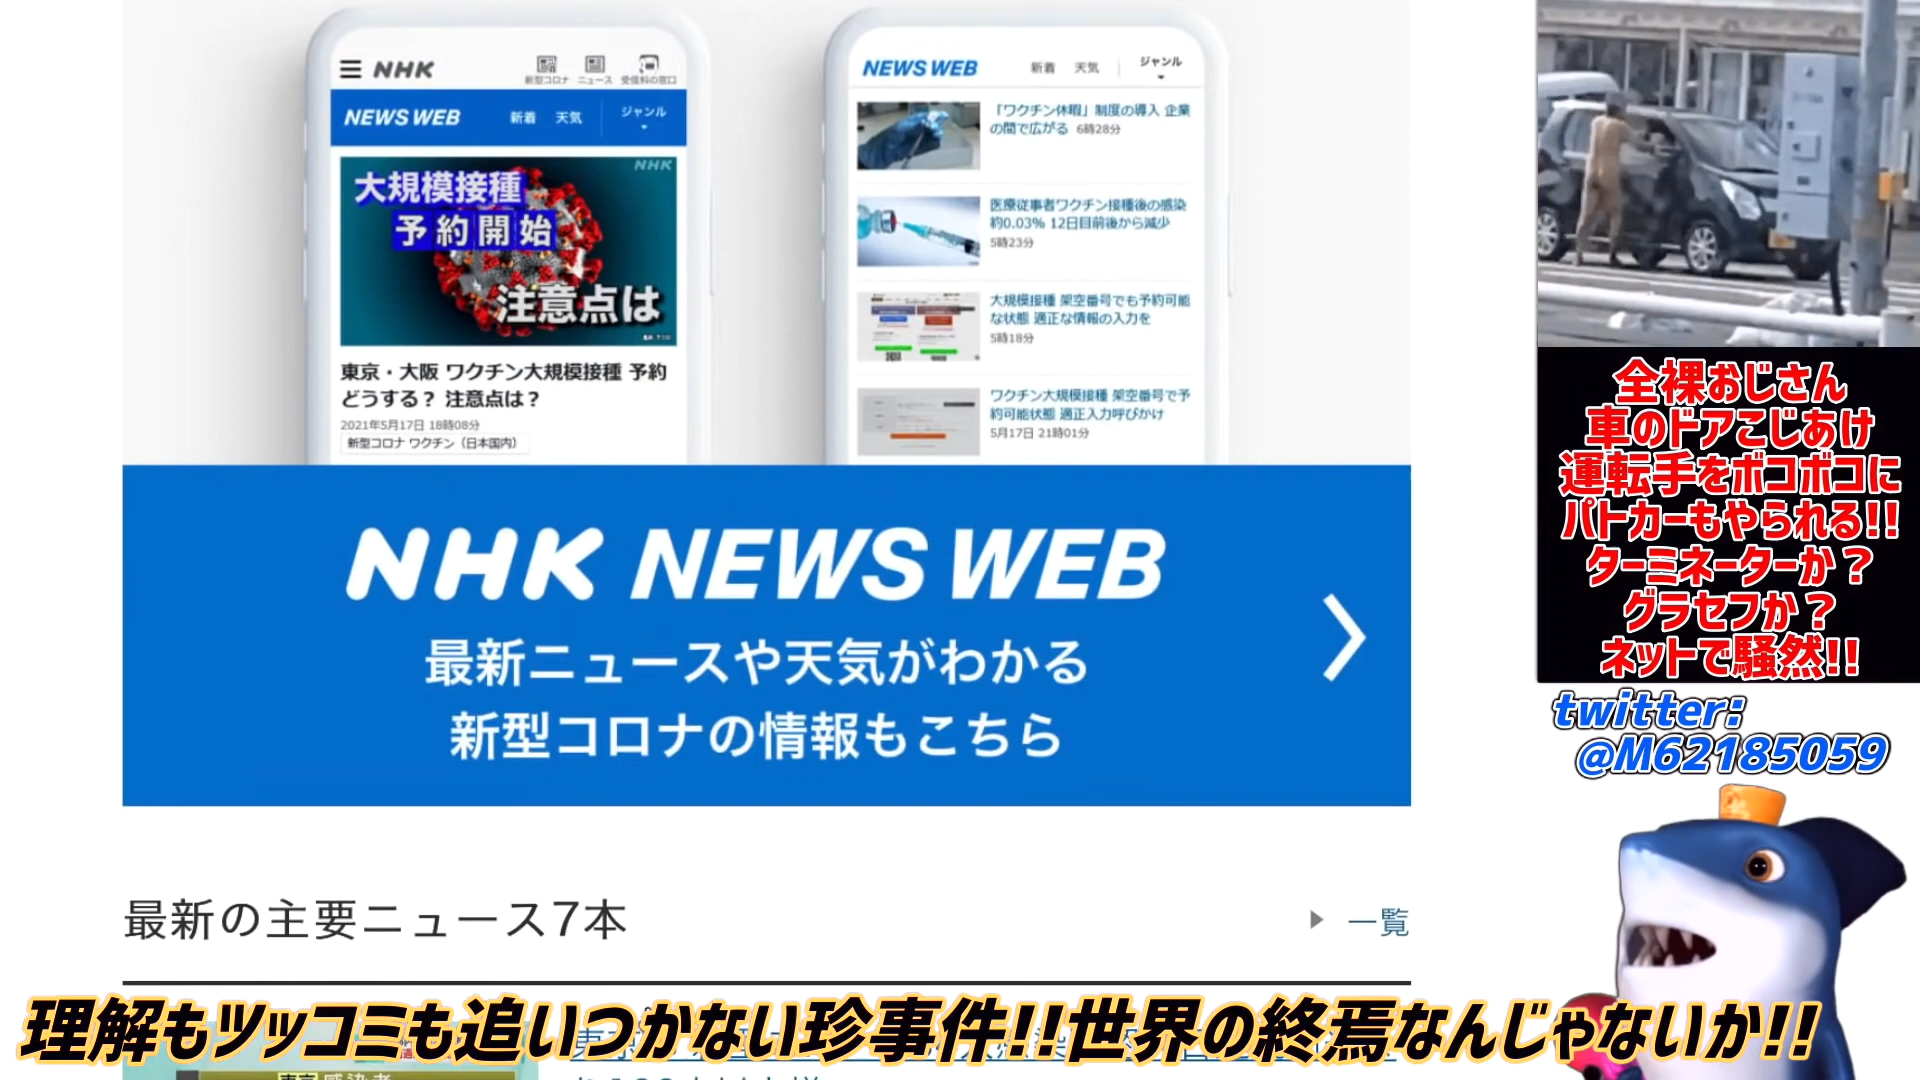 NHK
新型コロナ ニュース 受信料の窓口
NEWS WEB 新着 天気 ジャンル
NHK
大規模接種
予約開始
注意点は
東京・大阪 ワクチン大規模接種 予約
どうする? 注意点は?
2021年5月17日 18時08分
新型コロナ ワクチン(日本国内)
NEWS WEB 新着 天気 ジャンル
「ワクチン休暇」制度の導入 企業
の間で広がる 6時28分
医療従事者ワクチン接種後の感染
約0.03% 12日目前後から減少
5時23分
大規模接種 架空番号でも予約可能
な状態 適正な情報の入力を
5時18分
ワクチン大規模接種 架空番号で予
約可能状態 適正入力呼びかけ
5月17日 21時01分
NHK NEWS WEB
最新ニュースや天気がわかる
新型コロナの情報もこちら
最新の主要ニュース7本
一覧
全裸おじさん
車のドアこじあけ
運転手をボコボコに
パトカーもやられる!!
ターミネーターか?
グラセフか?
ネットで騒然!!
twitter:
@M62185059
理解もツッコミも追いつかない珍事件!!世界の終焉なんじゃないか!!